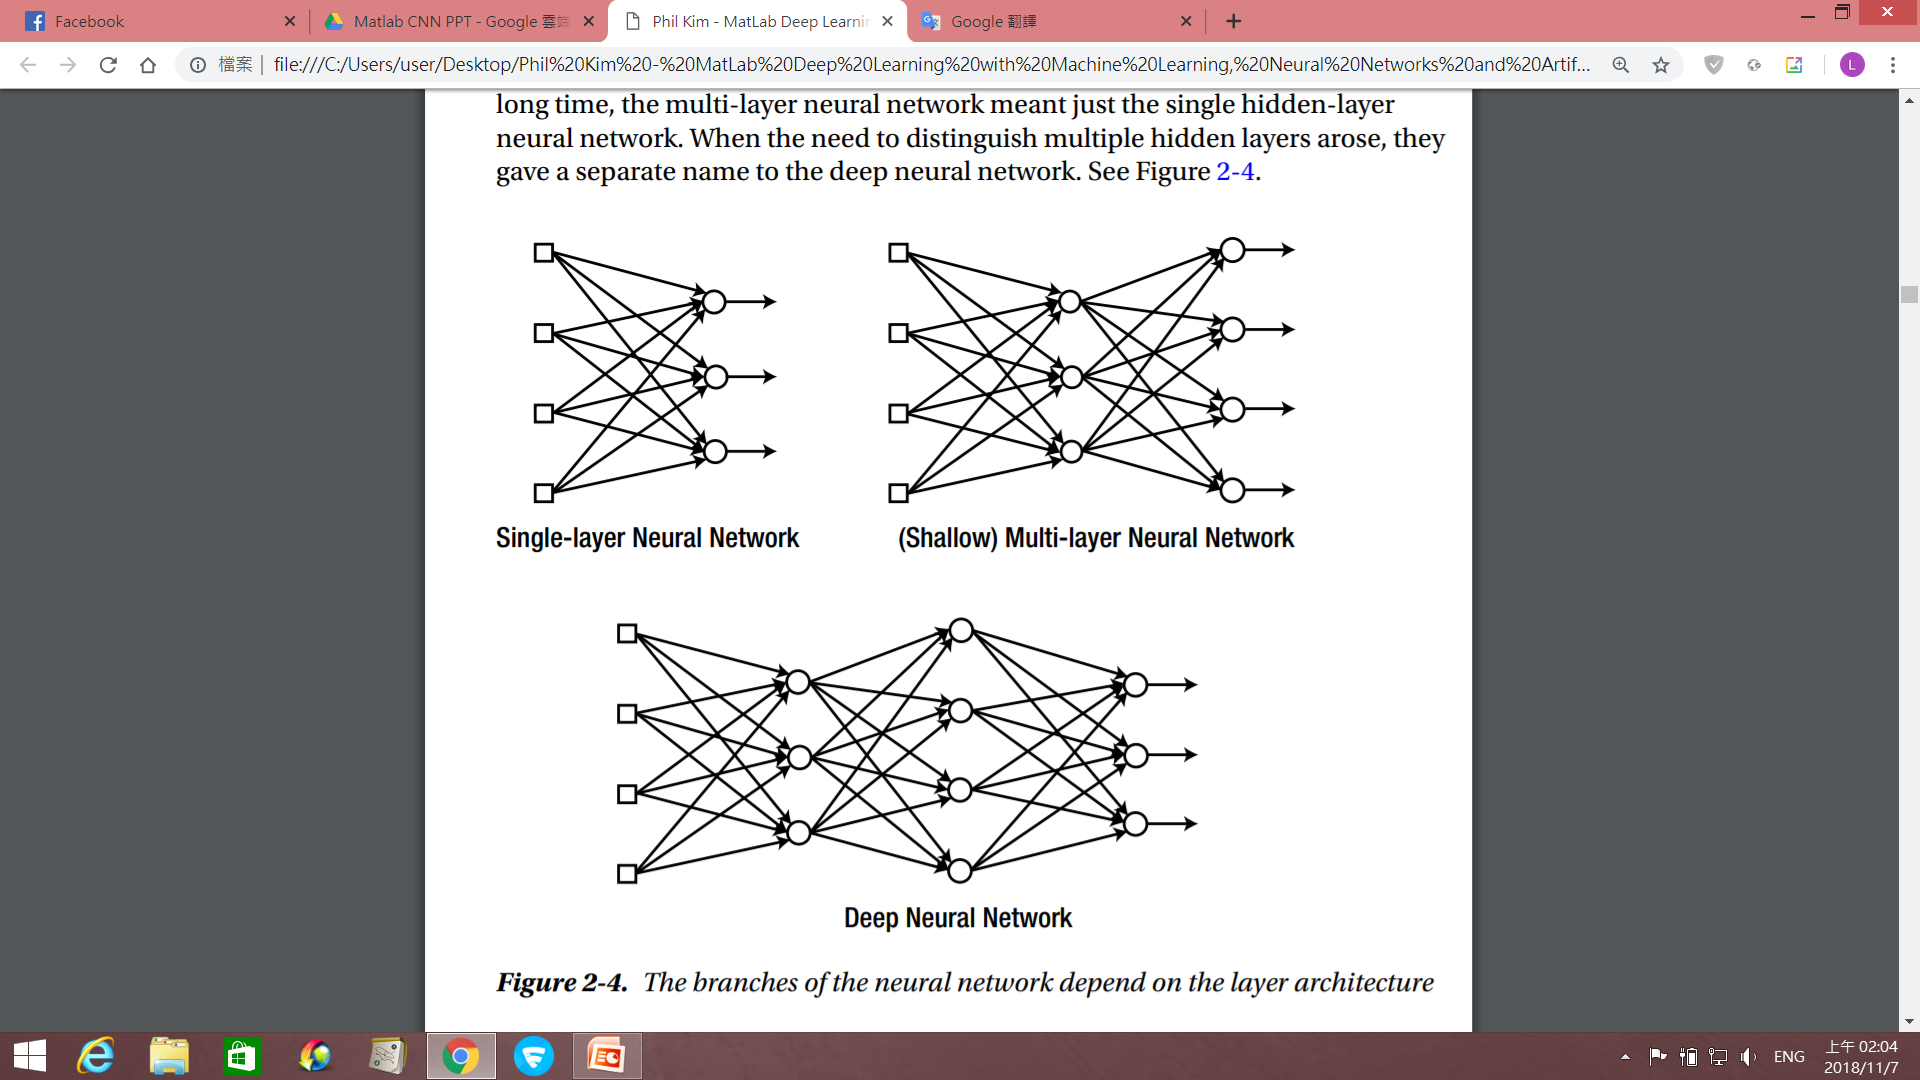 Facebook
Matlab CNN PPT - Google 雲端
Phil Kim - MatLab Deep Learnin
Google 翻譯
檔案
file:///C:/Users/user/Desktop/Phil%20Kim%20-%20MatLab%20Deep%20Learning%20with%20Machine%20Learning,%20Neural%20Networks%20and%20Artif...
L
long time, the multi-layer neural network meant just the single hidden-layer
neural network. When the need to distinguish multiple hidden layers arose, they
gave a separate name to the deep neural network. See Figure 2-4.
Single-layer Neural Network
(Shallow) Multi-layer Neural Network
Deep Neural Network
Figure 2-4. The branches of the neural network depend on the layer architecture
ENG
上午 02:04
2018/11/7